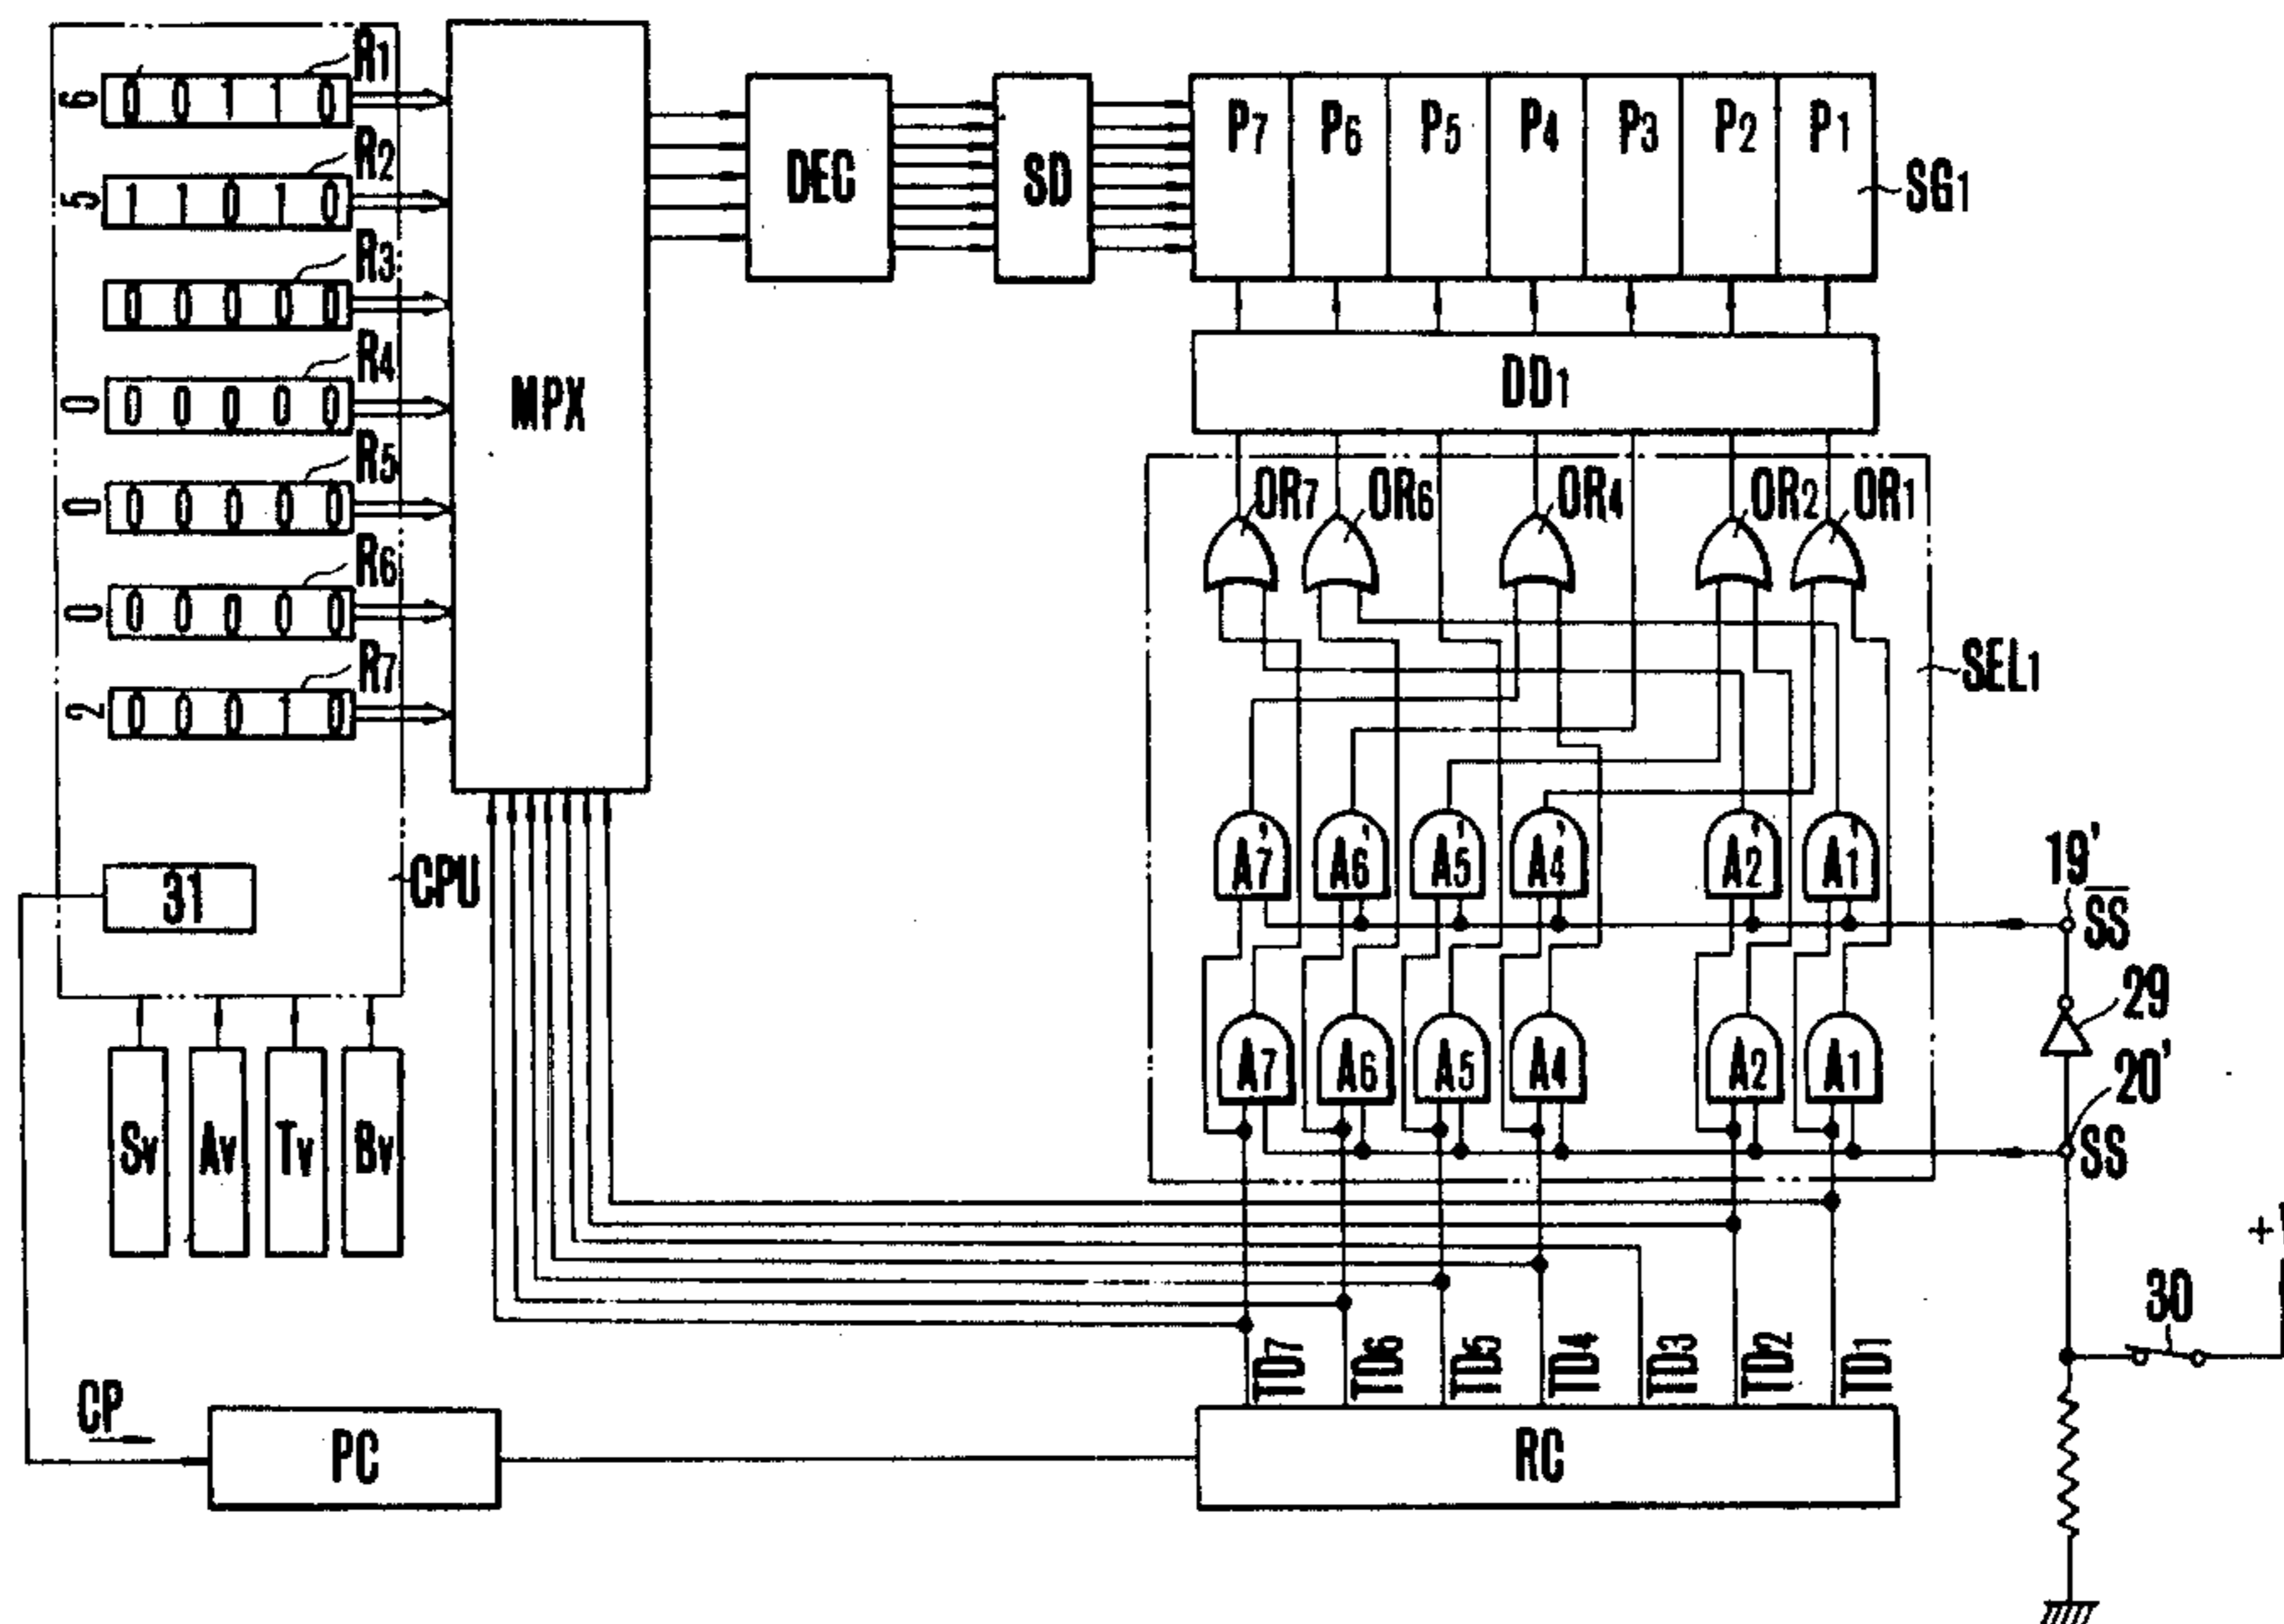 R1
6 0 0 1 1 0
R2
5 1 1 0 1 0
R3
0 0 0 0 0
R4
0 0 0 0 0 0
R5
0 0 0 0 0 0
R6
0 0 0 0 0 0
R7
2 0 0 0 1 0
MPX
DEC
SD
P7 P6 P5 P4 P3 P2 P1
SG1
DD1
OR7 OR6 OR4 OR2 OR1
SEL1
A7' A6' A5' A4' A2' A1'
19'
SS
29
A7 A6 A5 A4 A2 A1
20'
SS
31
CPU
Sv Av Tv Bv
30
TD7 TD6 TD5 TD4 TD3 TD2 TD1
CP
PC
RC